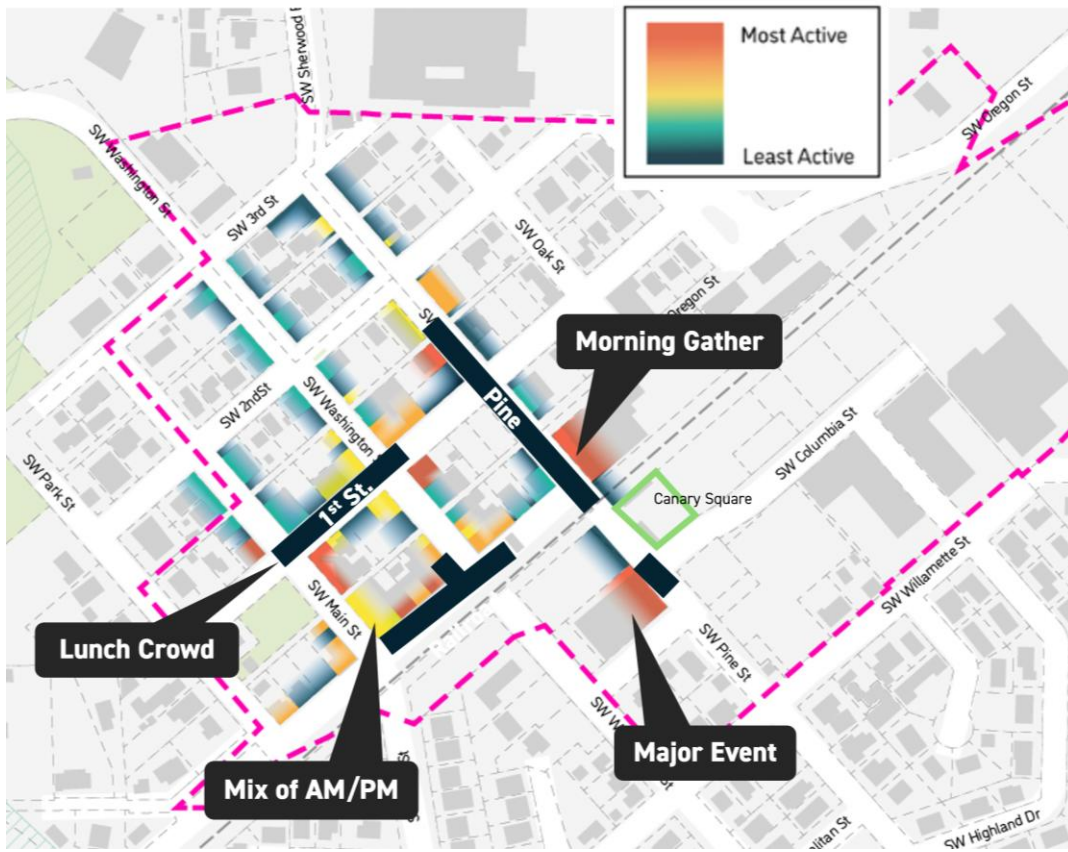 Most Active
Least Active
SW Sherwood
SW Oregon St
SW Washington St
SW 3rd St
SW Oak St
Oregon St
Morning Gather
SW 2ndSt
SW Washington
Pine
SW Columbia St
SW Park St
1st St.
Canary Square
SW Willamette St
Lunch Crowd
SW Main St
SW Pine St
Major Event
Mix of AM/PM
SW Highland Dr